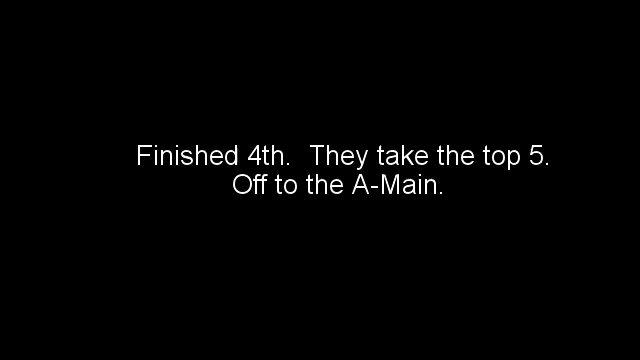 Finished 4th.  They take the top 5.
Off to the A-Main.